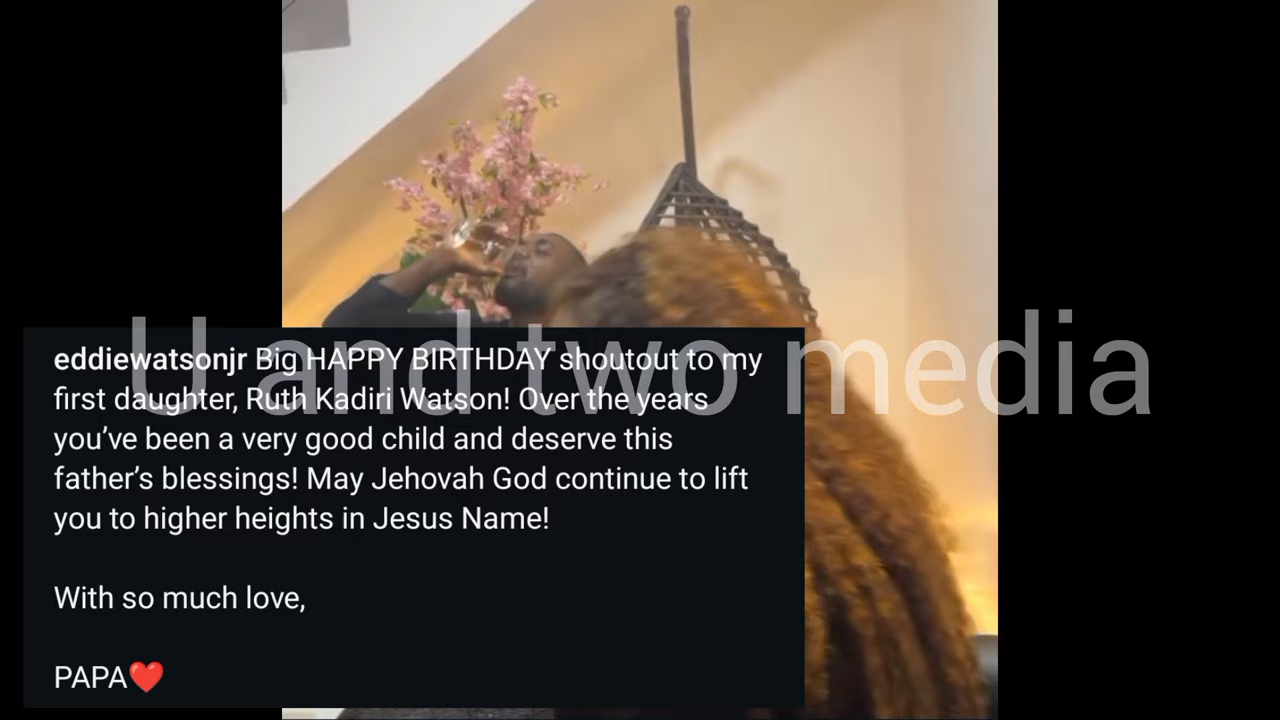 U and two media
eddiewatsonjr Big HAPPY BIRTHDAY shoutout to my
first daughter, Ruth Kadiri Watson! Over the years
you’ve been a very good child and deserve this
father’s blessings! May Jehovah God continue to lift
you to higher heights in Jesus Name!
With so much love,
PAPA❤️